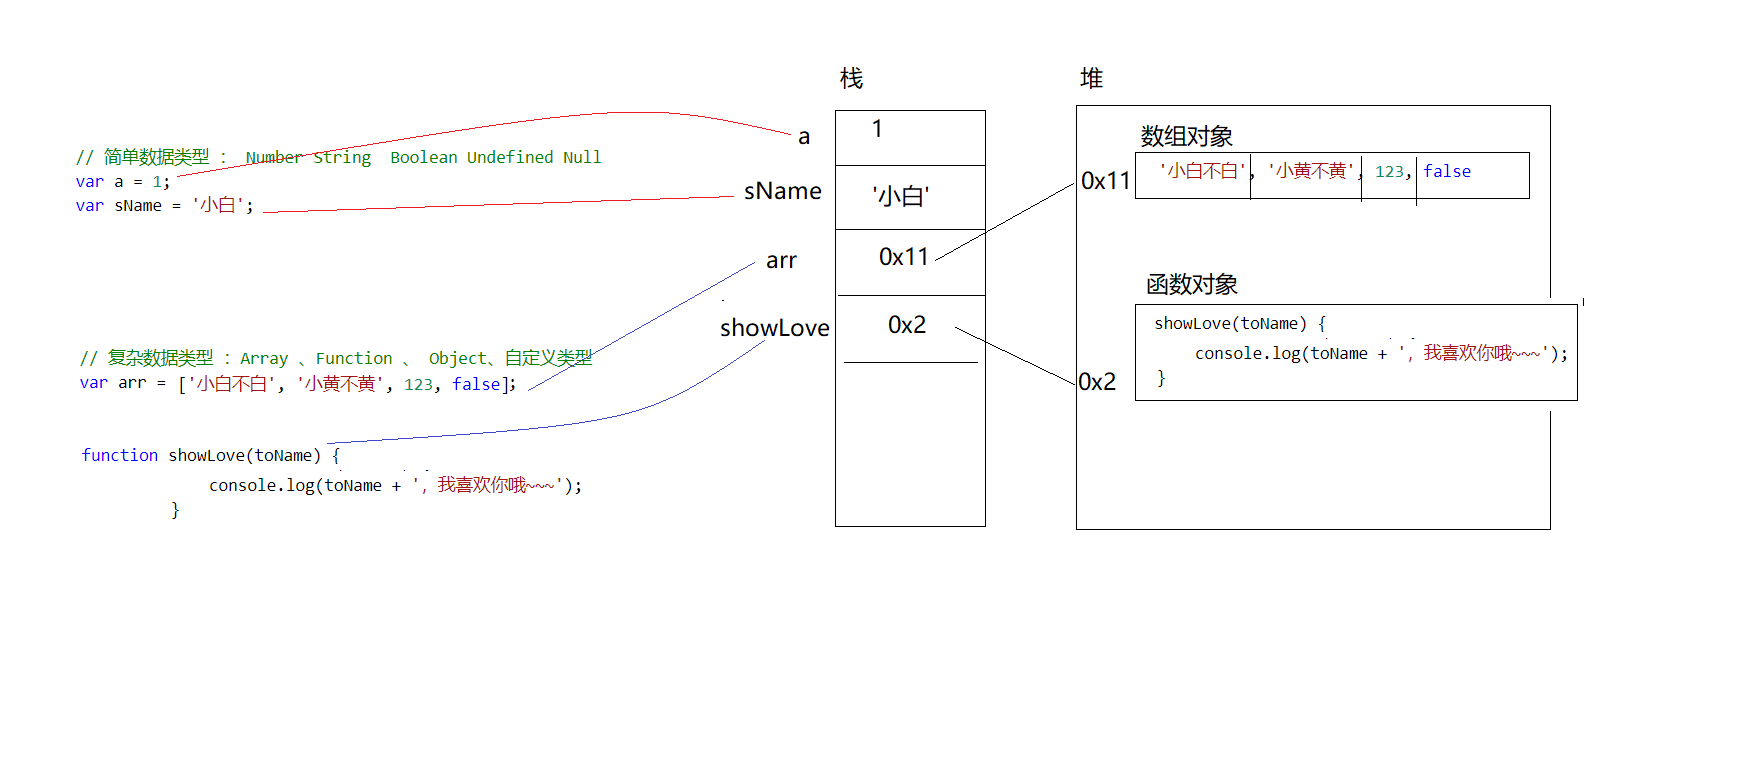 // 简单数据类型 : Number String Boolean Undefined Null
var a = 1;
var sName = '小白';
// 复杂数据类型 : Array 、Function 、 Object、自定义类型
var arr = ['小白不白', '小黄不黄', 123, false];
function showLove(toName) {
console.log(toName + ', 我喜欢你哦~~~');
}
a
sName
arr
showLove
栈
1
'小白'
0x11
0x2
堆
数组对象
0x11
'小白不白', '小黄不黄', 123, false
函数对象
0x2
showLove(toName) {
console.log(toName + ', 我喜欢你哦~~~');
}